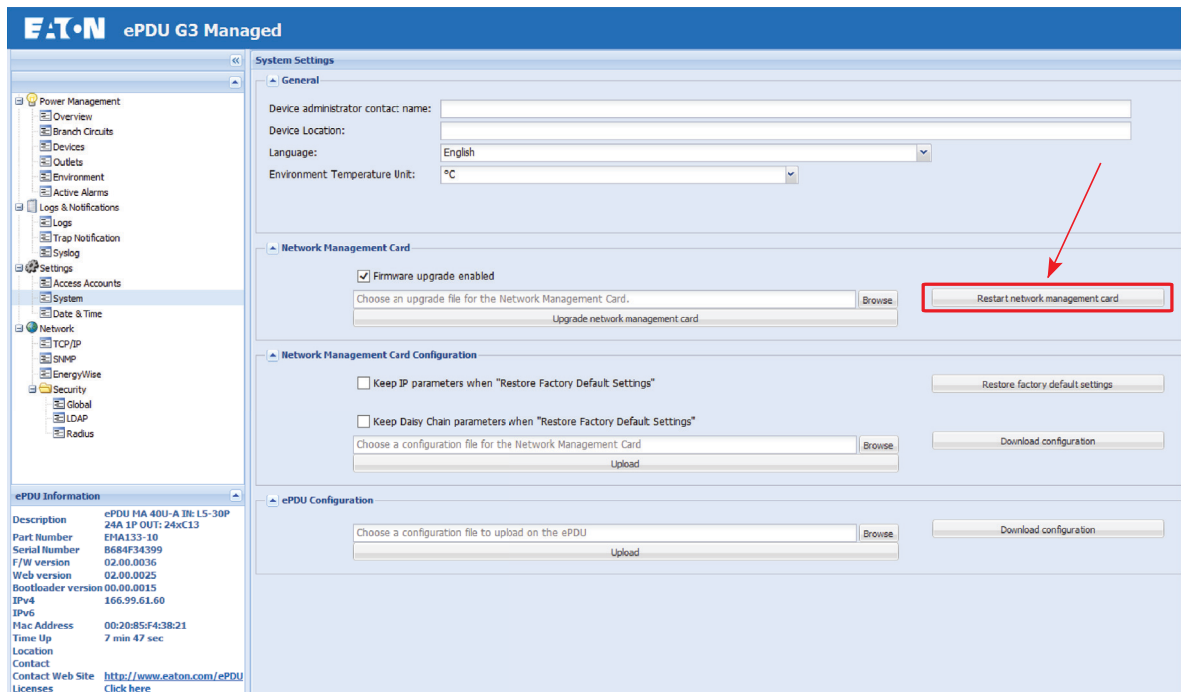 EATON ePDU G3 Managed
Power Management
Overview
Branch Circuits
Devices
Outlets
Environment
Active Alarms
Logs & Notifications
Logs
Trap Notification
Syslog
Settings
Access Accounts
System
Date & Time
Network
TCP/IP
SNMP
EnergyWise
Security
Global
LDAP
Radius
ePDU Information
Description ePDU MA 40U-A IN: L5-30P
24A 1P OUT: 24xC13
Part Number EMA133-10
Serial Number B684F34399
F/W version 02.00.0036
Web version 02.00.0025
Bootloader version 00.00.0015
IPv4 166.99.61.60
IPv6
Mac Address 00:20:85:F4:38:21
Time Up 7 min 47 sec
Location
Contact
Contact Web Site http://www.eaton.com/ePDU
Licenses Click here
System Settings
General
Device administrator contact name:
Device Location:
Language: English
Environment Temperature Unit: °C
Network Management Card
Firmware upgrade enabled
Choose an upgrade file for the Network Management Card. Browse Restart network management card
Upgrade network management card
Network Management Card Configuration
Keep IP parameters when "Restore Factory Default Settings" Restore factory default settings
Keep Daisy Chain parameters when "Restore Factory Default Settings"
Choose a configuration file for the Network Management Card Browse Download configuration
Upload
ePDU Configuration
Choose a configuration file to upload on the ePDU Browse Download configuration
Upload